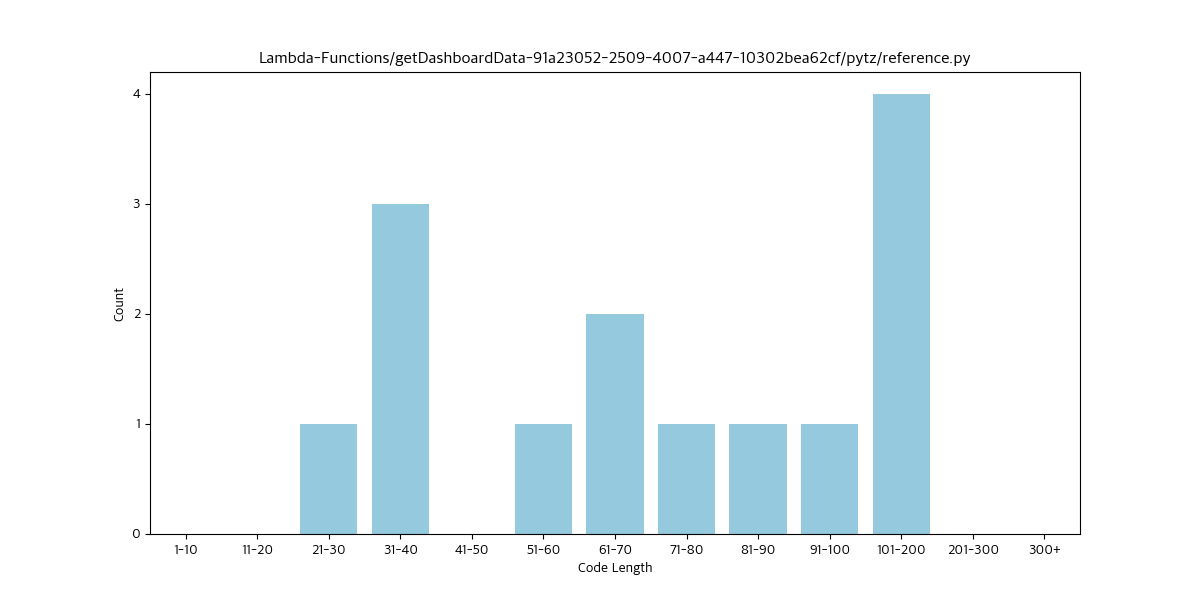 Lambda-Functions/getDashboardData-91a23052-2509-4007-a447-10302bea62cf/pytz/reference.py
4
3
2
1
0
Count
1-10 11-20 21-30 31-40 41-50 51-60 61-70 71-80 81-90 91-100 101-200 201-300 300+
Code Length